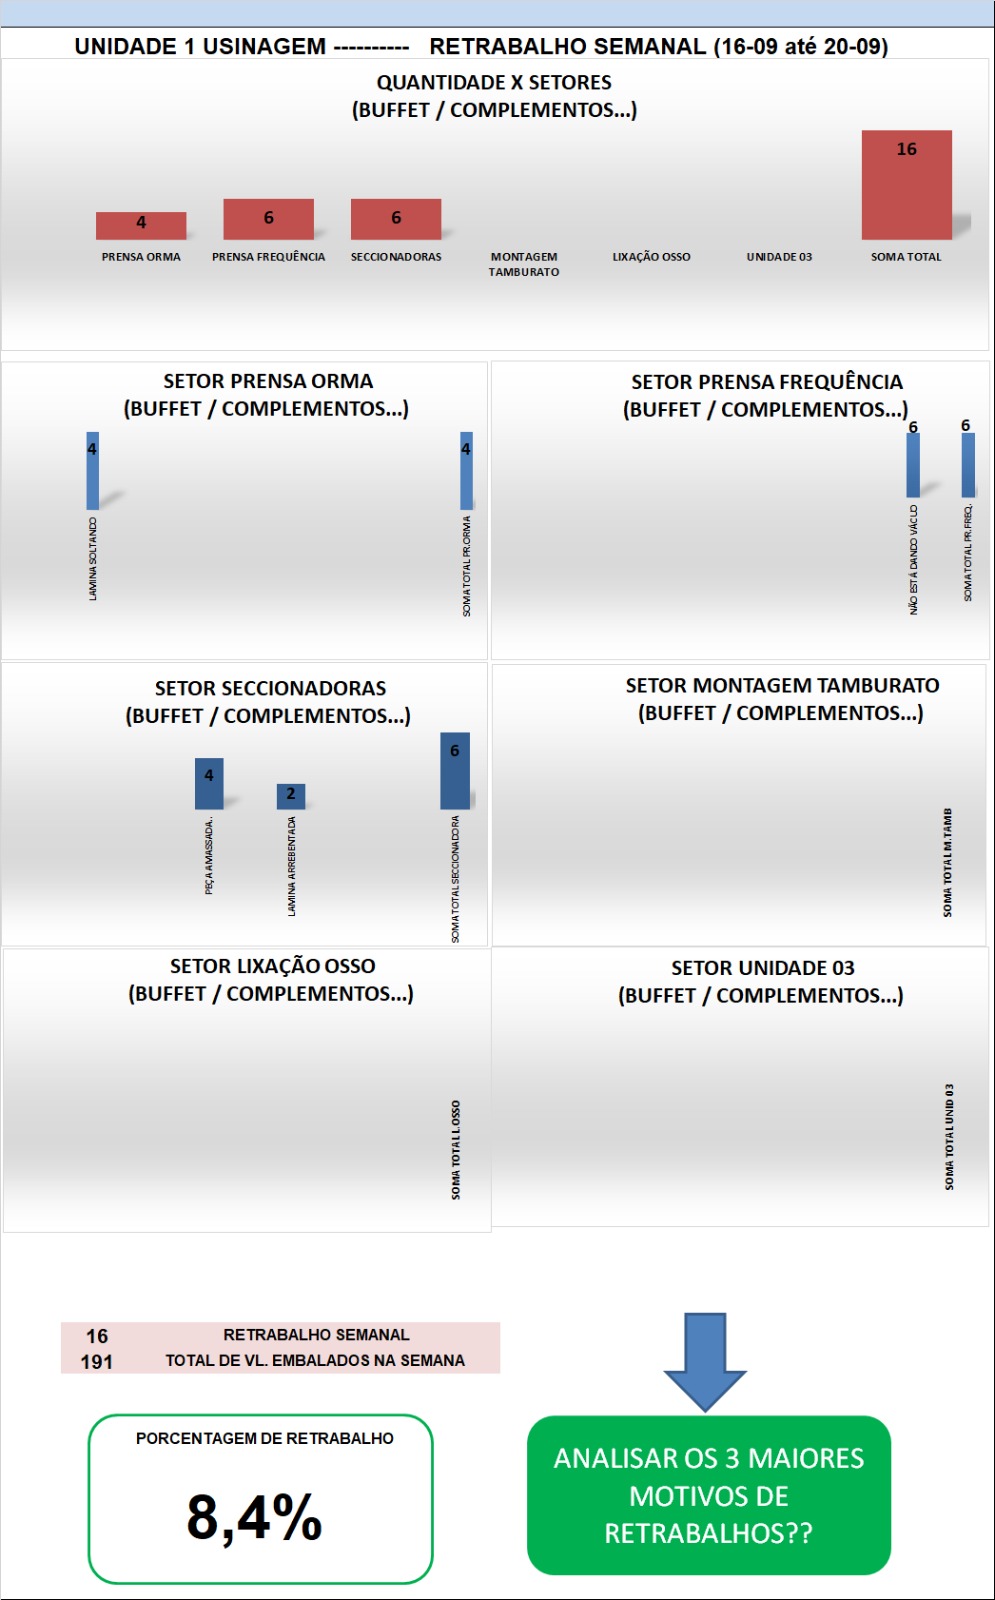 UNIDADE 1 USINAGEM ---------- RETRABALHO SEMANAL (16-09 até 20-09)
QUANTIDADE X SETORES
(BUFFET / COMPLEMENTOS...)
4
6
6
16
PRENSA ORMA
PRENSA FREQUÊNCIA
SECCIONADORAS
MONTAGEM
TAMBURATO
LIXAÇÃO OSSO
UNIDADE 03
SOMA TOTAL
SETOR PRENSA ORMA
(BUFFET / COMPLEMENTOS...)
4
4
LAMINA SOLTANDO
SOMA TOTAL PR.ORMA
SETOR PRENSA FREQUÊNCIA
(BUFFET / COMPLEMENTOS...)
6
6
NÃO ESTÁ DANDO VÁCUO
SOMA TOTAL PR.FREQ.
SETOR SECCIONADORAS
(BUFFET / COMPLEMENTOS...)
4
2
6
PEÇA AMASSADA..
LAMINA ARREBENTADA
SOMA TOTAL SECCIONADORA
SETOR MONTAGEM TAMBURATO
(BUFFET / COMPLEMENTOS...)
SOMA TOTAL M.TAMB
SETOR LIXAÇÃO OSSO
(BUFFET / COMPLEMENTOS...)
SOMA TOTAL L.OSSO
SETOR UNIDADE 03
(BUFFET / COMPLEMENTOS...)
SOMA TOTAL UNID 03
16 RETRABALHO SEMANAL
191 TOTAL DE VL. EMBALADOS NA SEMANA
PORCENTAGEM DE RETRABALHO
8,4%
ANALISAR OS 3 MAIORES
MOTIVOS DE
RETRABALHOS??